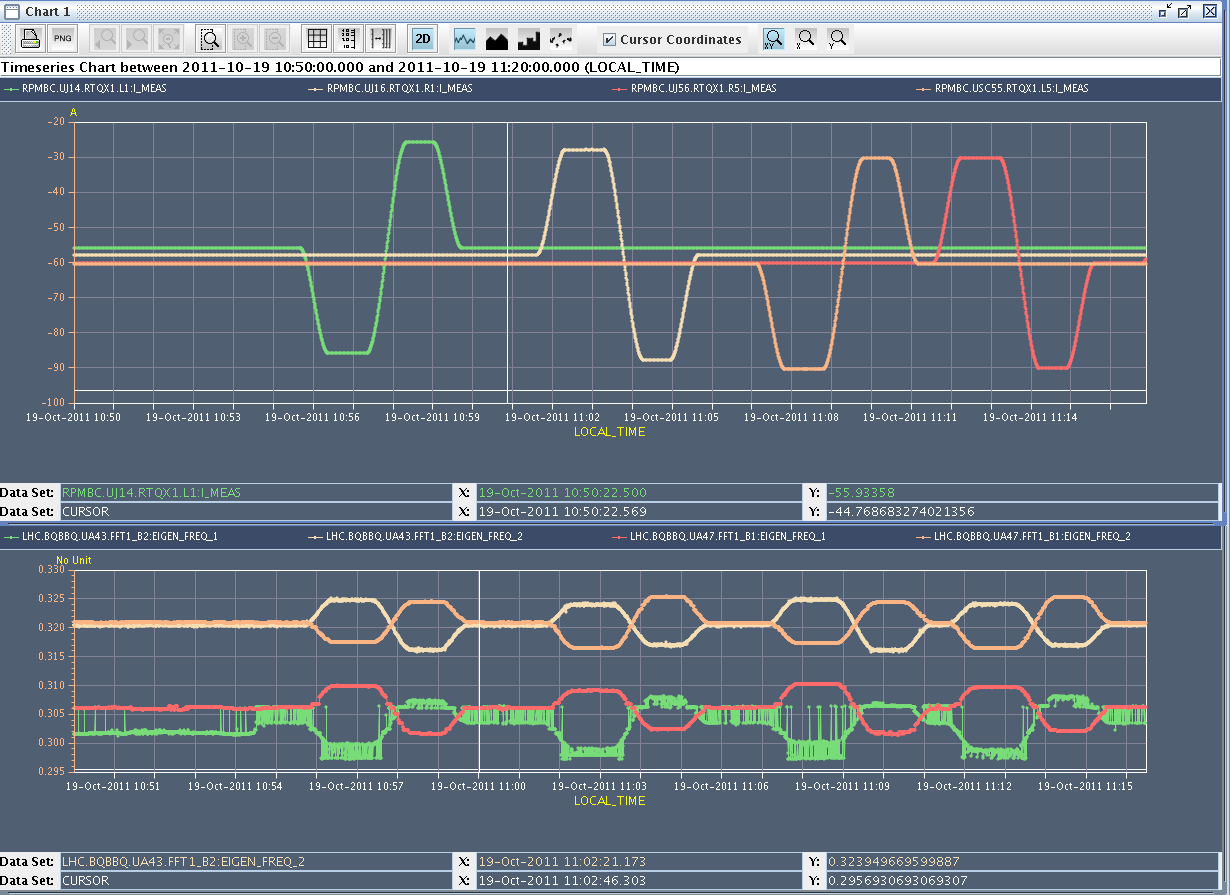 Chart 1
PNG 2D Cursor Coordinates XY X Y
Timeseries Chart between 2011-10-19 10:50:00.000 and 2011-10-19 11:20:00.000 (LOCAL_TIME)
RPMBC.UJ14.RTQX1.L1:I_MEAS RPMBC.UJ16.RTQX1.R1:I_MEAS RPMBC.UJ56.RTQX1.R5:I_MEAS RPMBC.USC55.RTQX1.L5:I_MEAS
A
-20
-30
-40
-50
-60
-70
-80
-90
-100
19-Oct-2011 10:50 19-Oct-2011 10:53 19-Oct-2011 10:56 19-Oct-2011 10:59 19-Oct-2011 11:02 19-Oct-2011 11:05 19-Oct-2011 11:08 19-Oct-2011 11:11 19-Oct-2011 11:14
LOCAL_TIME
Data Set: RPMBC.UJ14.RTQX1.L1:I_MEAS X: 19-Oct-2011 10:50:22.500 Y: -55.93358
Data Set: CURSOR X: 19-Oct-2011 10:50:22.569 Y: -44.768683274021356
LHC.BQBBQ.UA43.FFT1_B2:EIGEN_FREQ_1 LHC.BQBBQ.UA43.FFT1_B2:EIGEN_FREQ_2 LHC.BQBBQ.UA47.FFT1_B1:EIGEN_FREQ_1 LHC.BQBBQ.UA47.FFT1_B1:EIGEN_FREQ_2
No Unit
0.330
0.325
0.320
0.315
0.310
0.305
0.300
0.295
19-Oct-2011 10:51 19-Oct-2011 10:54 19-Oct-2011 10:57 19-Oct-2011 11:00 19-Oct-2011 11:03 19-Oct-2011 11:06 19-Oct-2011 11:09 19-Oct-2011 11:12 19-Oct-2011 11:15
LOCAL_TIME
Data Set: LHC.BQBBQ.UA43.FFT1_B2:EIGEN_FREQ_2 X: 19-Oct-2011 11:02:21.173 Y: 0.323949669599887
Data Set: CURSOR X: 19-Oct-2011 11:02:46.303 Y: 0.2956930693069307